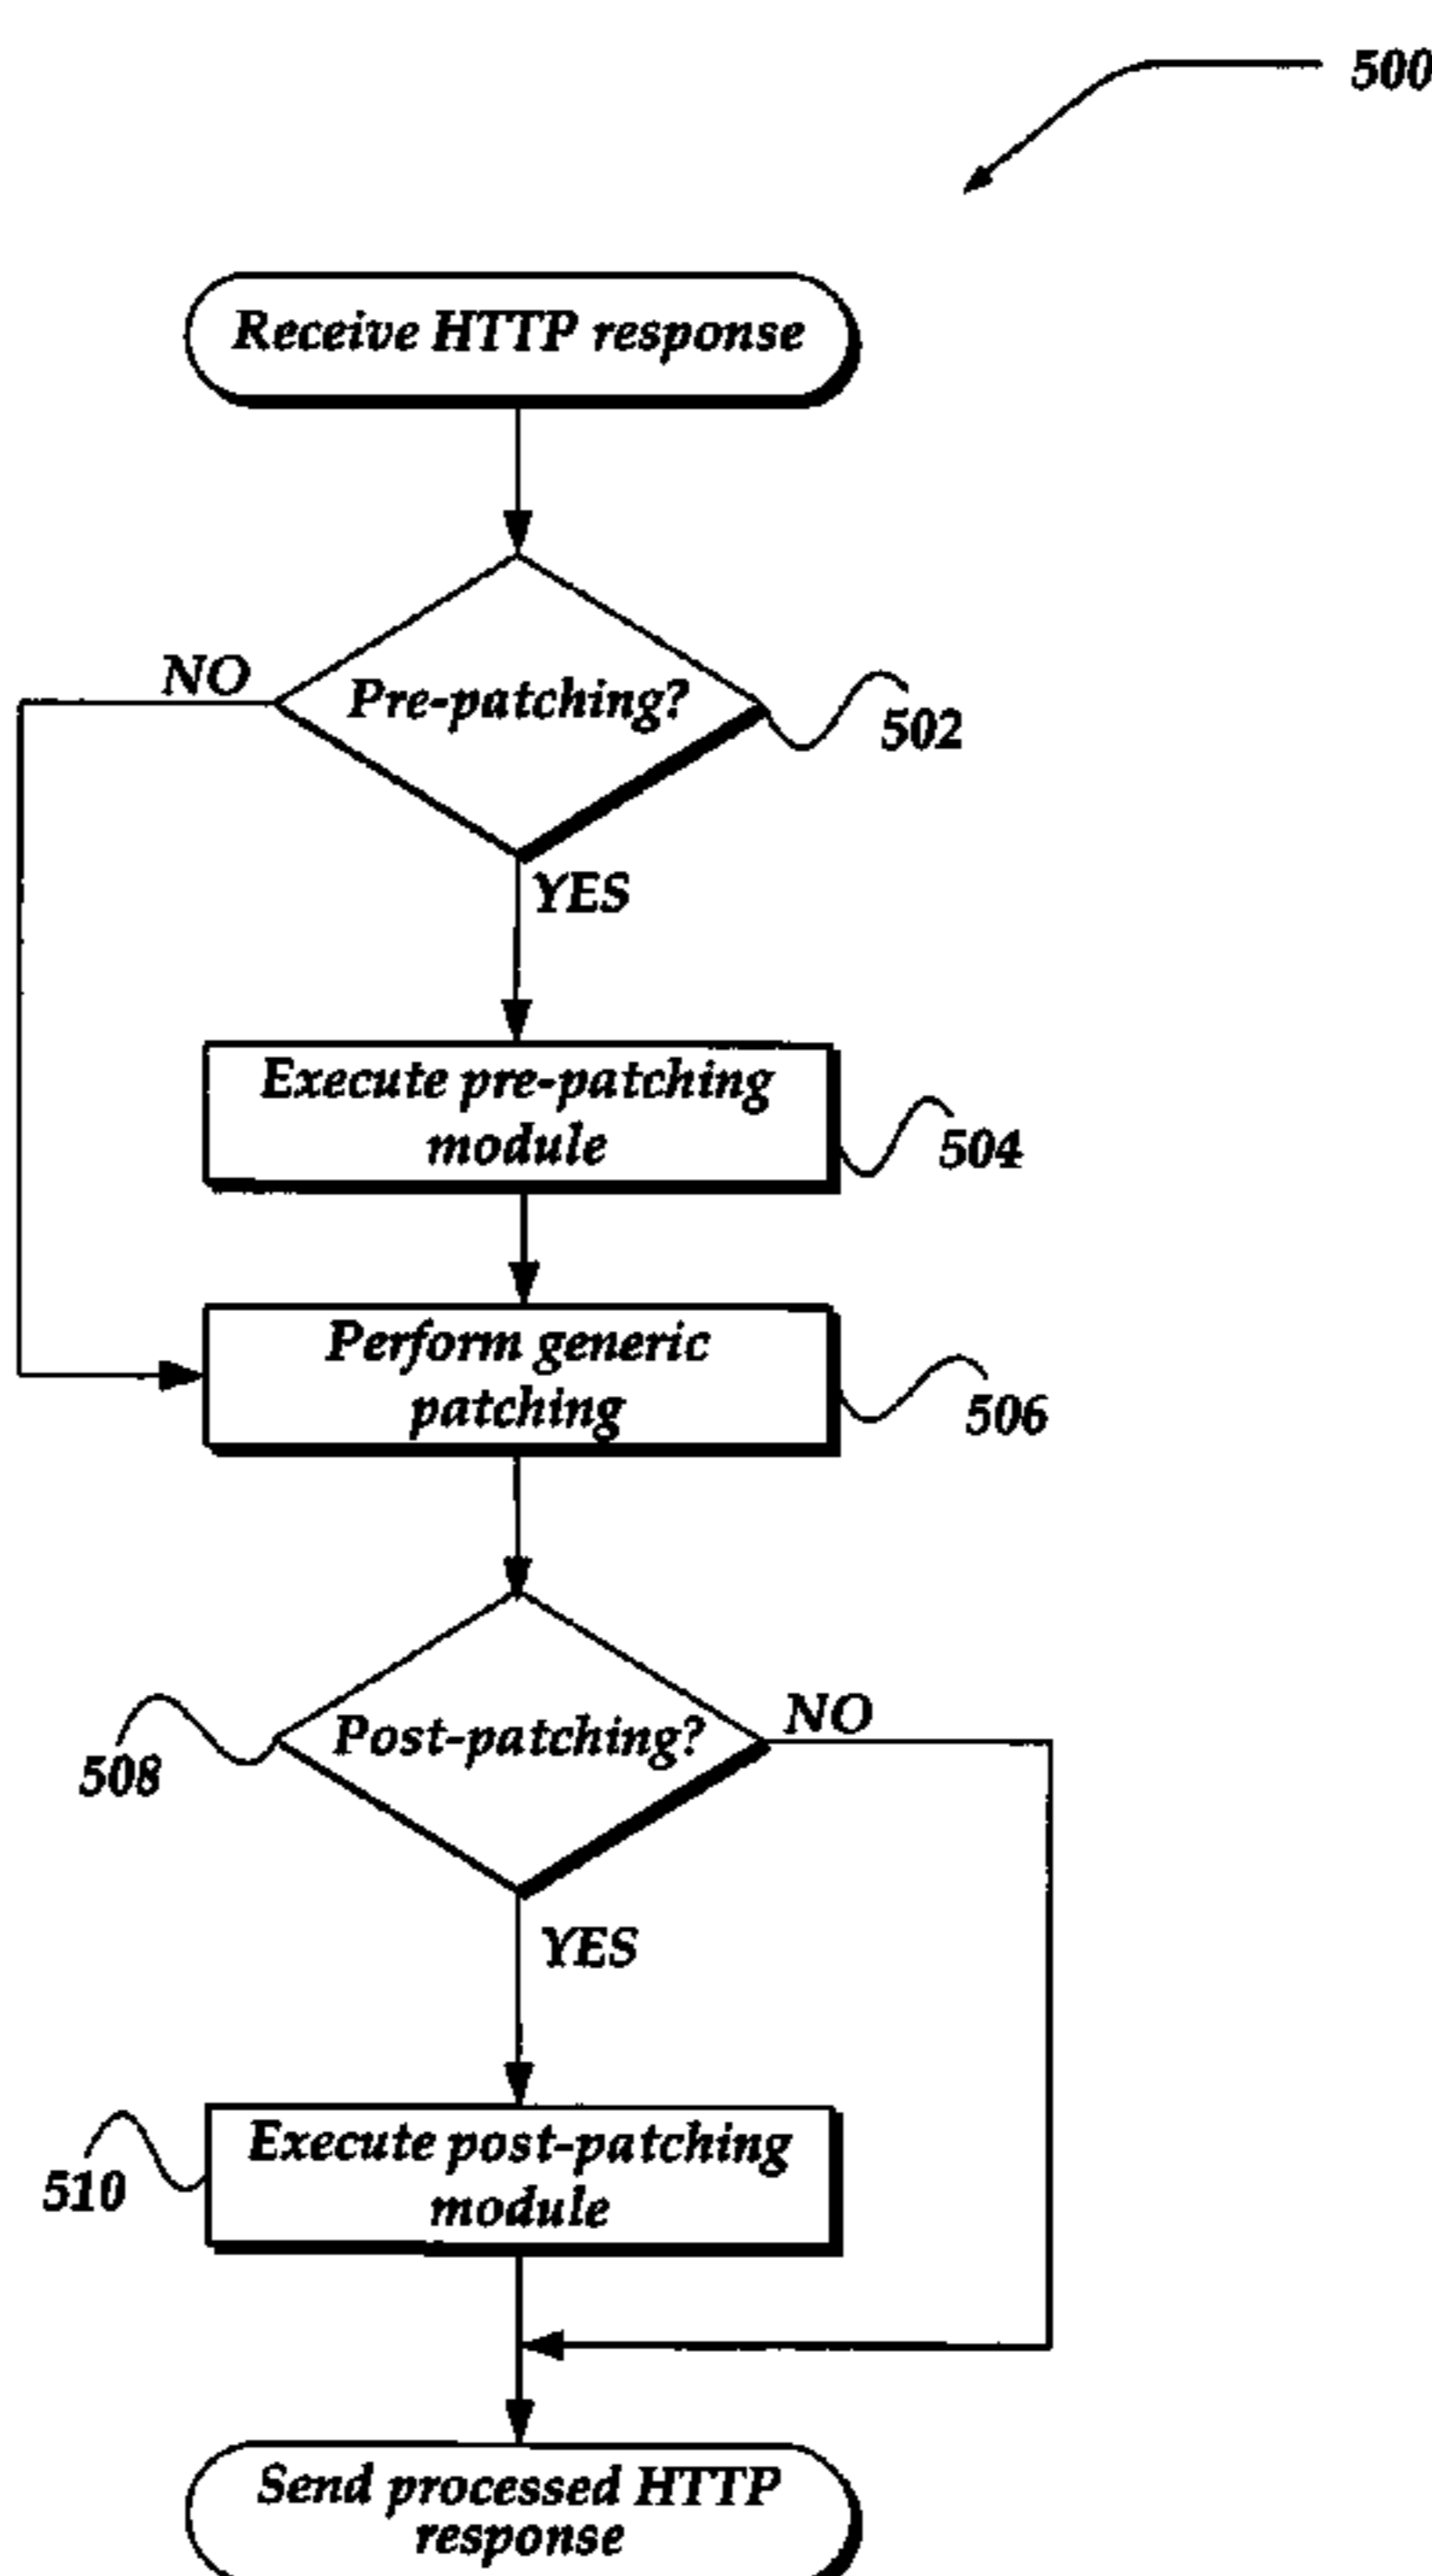 500
Receive HTTP response
NO
Pre-patching?
502
YES
Execute pre-patching
module
504
Perform generic
patching
506
Post-patching?
NO
508
YES
Execute post-patching
module
510
Send processed HTTP
response